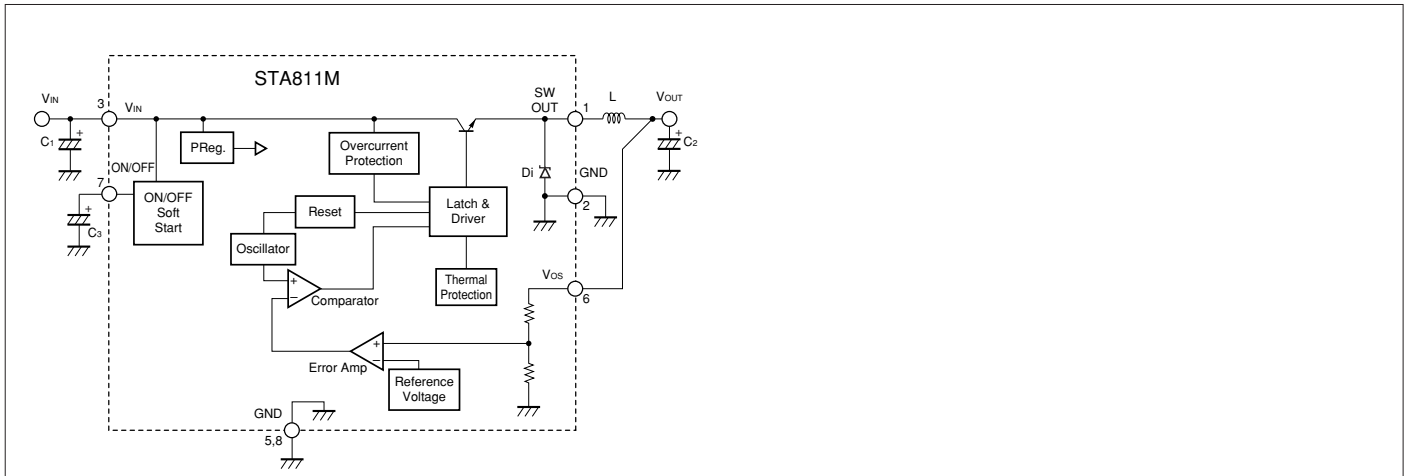 STA811M
VIN
3
VIN
SW
OUT
1
L
VOUT
+
C1
PReg.
Overcurrent
Protection
+
C2
ON/OFF
7
Di
GND
2
+
C3
ON/OFF
Soft
Start
Reset
Latch &
Driver
Oscillator
+
−
Comparator
Thermal
Protection
VOS
6
+
−
Error Amp
Reference
Voltage
GND
5,8